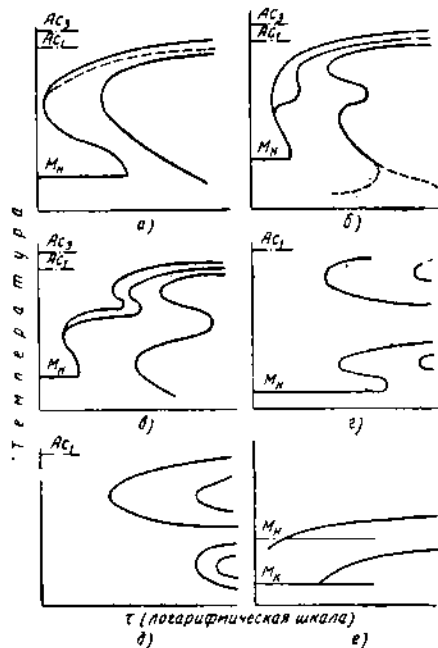 Ac₃
Ac₁
Mн
а)
Ac₃
Ac₁
Mн
б)
Ac₃
Ac₁
Mн
в)
Ac₁
Mн
г)
Ac₁
д)
Mн
Mк
е)
Температура
τ (логарифмическая шкала)